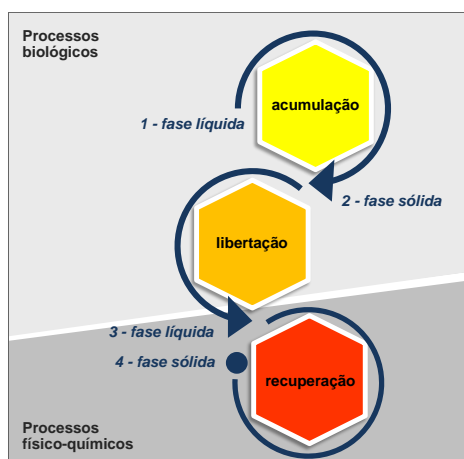 Processos
biológicos
acumulação
1 - fase líquida
2 - fase sólida
libertação
3 - fase líquida
4 - fase sólida
recuperação
Processos
físico-químicos